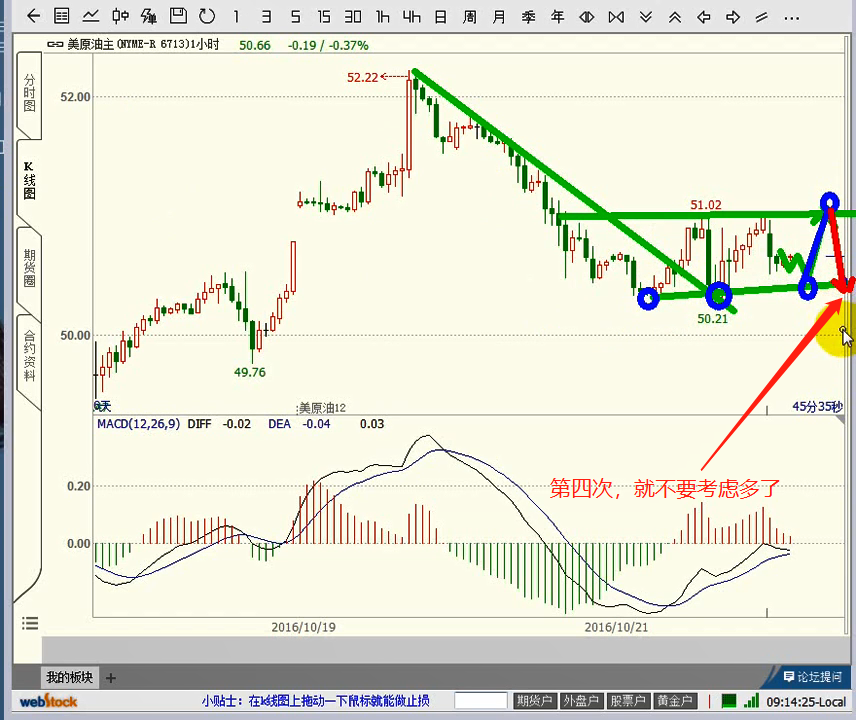 1 3 5 15 30 1h 4h 日 周 月 季 年
美原油主(NYME-R 6713)1小时 50.66 -0.19 / -0.37%
分时图
K线图
期货圈
合约资料
52.22
52.00
51.02
50.21
50.00
49.76
0天
美原油12
45分35秒
MACD(12,26,9) DIFF -0.02 DEA -0.04 0.03
0.20
第四次，就不要考虑多了
0.00
2016/10/19
2016/10/21
我的板块 +
论坛提问
webstock
小贴士：在k线图上拖动一下鼠标就能做止损
期货户 外盘户 股票户 黄金户
09:14:25-Local